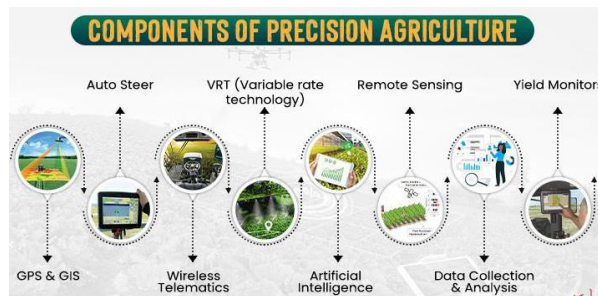 COMPONENTS OF PRECISION AGRICULTURE
Auto Steer
VRT (Variable rate
technology)
Remote Sensing
Yield Monitors
GPS & GIS
Wireless
Telematics
Artificial
Intelligence
Data Collection
& Analysis